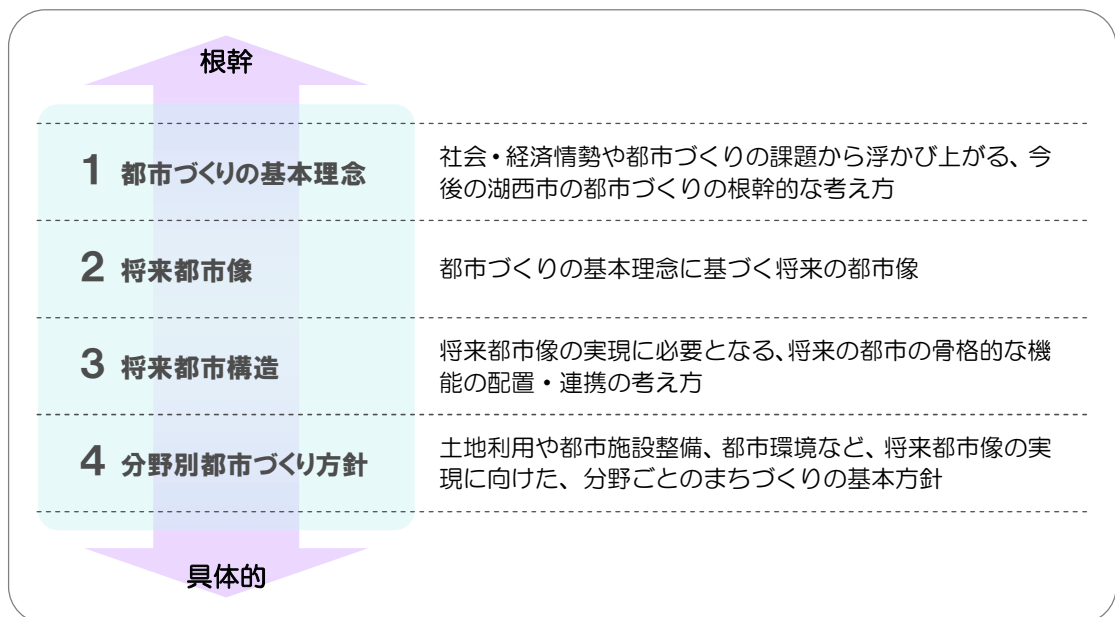 根幹
1 都市づくりの基本理念
社会・経済情勢や都市づくりの課題から浮かび上がる、今
後の湖西市の都市づくりの根幹的な考え方
2 将来都市像
都市づくりの基本理念に基づく将来の都市像
3 将来都市構造
将来都市像の実現に必要となる、将来の都市の骨格的な機
能の配置・連携の考え方
4 分野別都市づくり方針
土地利用や都市施設整備、都市環境など、将来都市像の実
現に向けた、分野ごとのまちづくりの基本方針
具体的